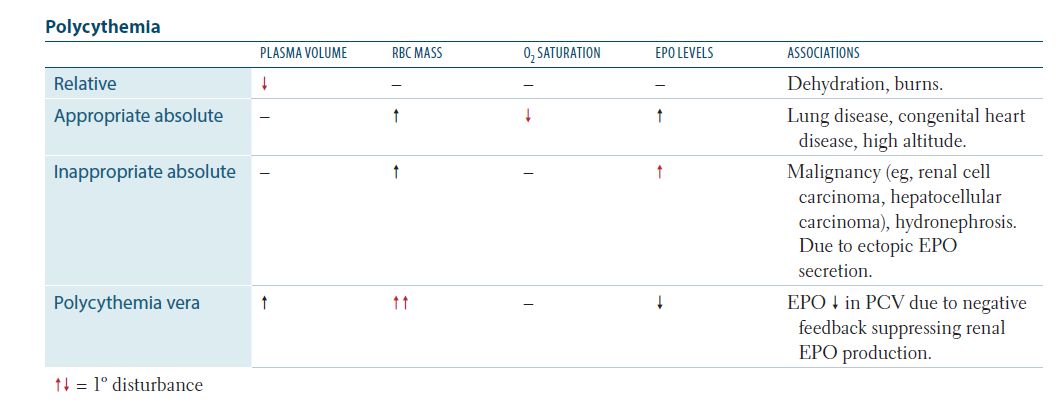 Polycythemia
PLASMA VOLUME RBC MASS O₂ SATURATION EPO LEVELS ASSOCIATIONS
Relative ↓ – – – Dehydration, burns.
Appropriate absolute – ↑ ↓ ↑ Lung disease, congenital heart
disease, high altitude.
Inappropriate absolute – ↑ – ↑ Malignancy (eg, renal cell
carcinoma, hepatocellular
carcinoma), hydronephrosis.
Due to ectopic EPO
secretion.
Polycythemia vera ↑ ↑↑ – ↓ EPO ↓ in PCV due to negative
feedback suppressing renal
EPO production.
↑↓ = 1° disturbance